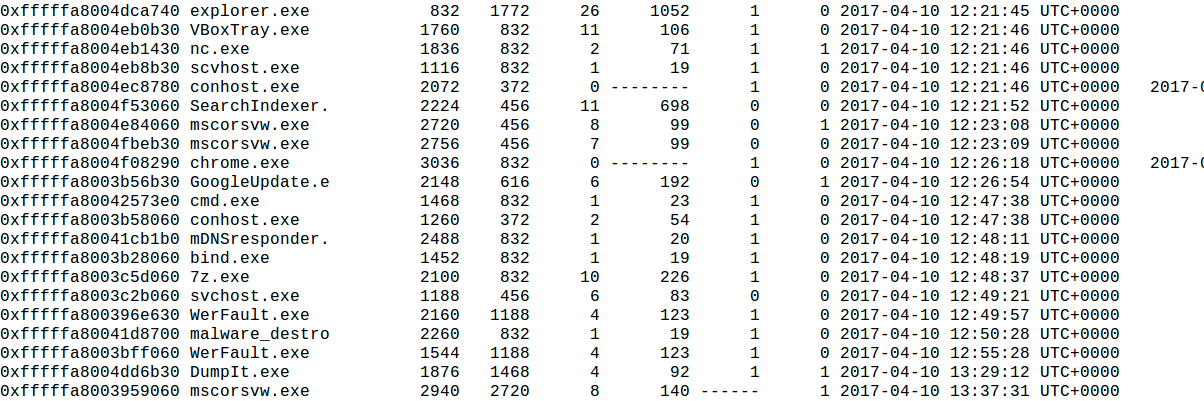 0xfffffa8004dca740 explorer.exe 832 1772 26 1052 1 0 2017-04-10 12:21:45 UTC+0000
0xfffffa8004eb0b30 VBoxTray.exe 1760 832 11 106 1 0 2017-04-10 12:21:46 UTC+0000
0xfffffa8004eb1430 nc.exe 1836 832 2 71 1 1 2017-04-10 12:21:46 UTC+0000
0xfffffa8004eb8b30 scvhost.exe 1116 832 1 19 1 0 2017-04-10 12:21:46 UTC+0000
0xfffffa8004ec8780 conhost.exe 2072 372 0 -------- 1 0 2017-04-10 12:21:46 UTC+0000 2017-0
0xfffffa8004f53060 SearchIndexer. 2224 456 11 698 0 0 2017-04-10 12:21:52 UTC+0000
0xfffffa8004e84060 mscorsvw.exe 2720 456 8 99 0 1 2017-04-10 12:23:08 UTC+0000
0xfffffa8004fbeb30 mscorsvw.exe 2756 456 7 99 0 0 2017-04-10 12:23:09 UTC+0000
0xfffffa8004f08290 chrome.exe 3036 832 0 -------- 1 0 2017-04-10 12:26:18 UTC+0000 2017-0
0xfffffa8003b56b30 GoogleUpdate.e 2148 616 6 192 0 1 2017-04-10 12:26:54 UTC+0000
0xfffffa80042573e0 cmd.exe 1468 832 1 23 1 0 2017-04-10 12:47:38 UTC+0000
0xfffffa8003b58060 conhost.exe 1260 372 2 54 1 0 2017-04-10 12:47:38 UTC+0000
0xfffffa80041cb1b0 mDNSresponder. 2488 832 1 20 1 0 2017-04-10 12:48:11 UTC+0000
0xfffffa8003b28060 bind.exe 1452 832 1 19 1 0 2017-04-10 12:48:19 UTC+0000
0xfffffa8003c5d060 7z.exe 2100 832 10 226 1 0 2017-04-10 12:48:37 UTC+0000
0xfffffa8003c2b060 svchost.exe 1188 456 6 83 0 0 2017-04-10 12:49:21 UTC+0000
0xfffffa800396e630 WerFault.exe 2160 1188 4 123 1 0 2017-04-10 12:49:57 UTC+0000
0xfffffa80041d8700 malware_destro 2260 832 1 19 1 0 2017-04-10 12:50:28 UTC+0000
0xfffffa8003bff060 WerFault.exe 1544 1188 4 123 1 0 2017-04-10 12:55:28 UTC+0000
0xfffffa8004dd6b30 DumpIt.exe 1876 1468 4 92 1 1 2017-04-10 13:29:12 UTC+0000
0xfffffa8003959060 mscorsvw.exe 2940 2720 8 140 ------ 1 2017-04-10 13:37:31 UTC+0000